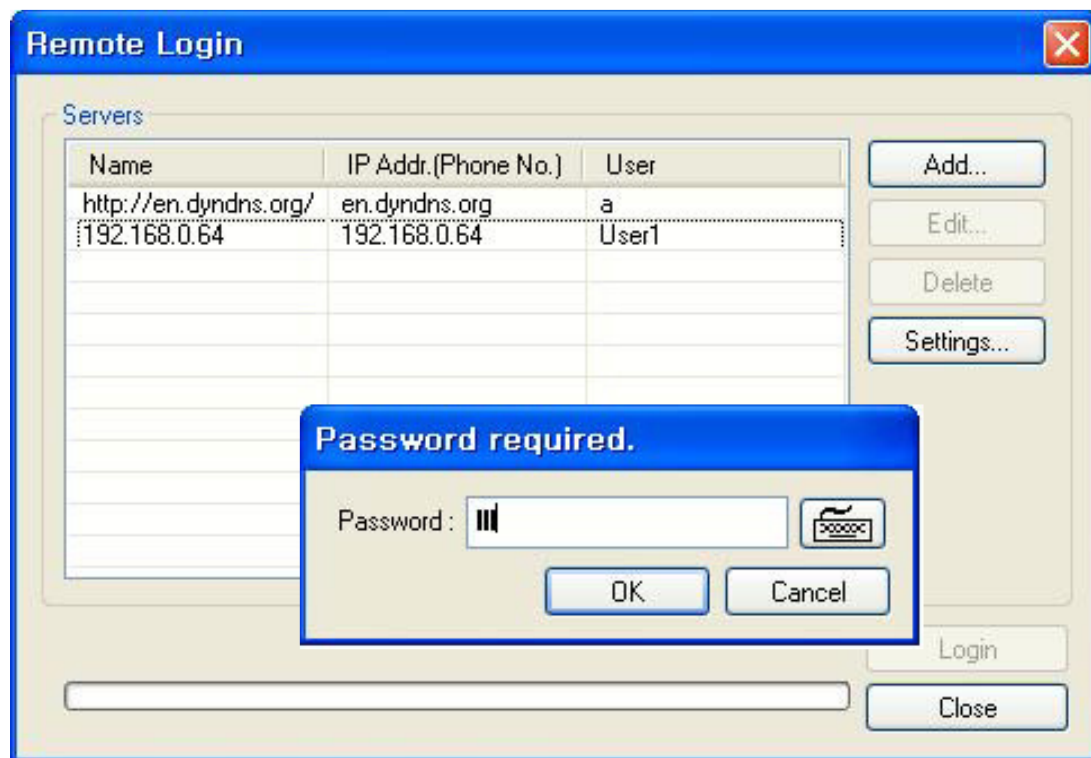 Remote Login
Servers
Name IP Addr.(Phone No.) User
http://en.dyndns.org/ en.dyndns.org a
192.168.0.64 192.168.0.64 User1
Add...
Edit...
Delete
Settings...
Password required.
Password :
OK Cancel
Login
Close